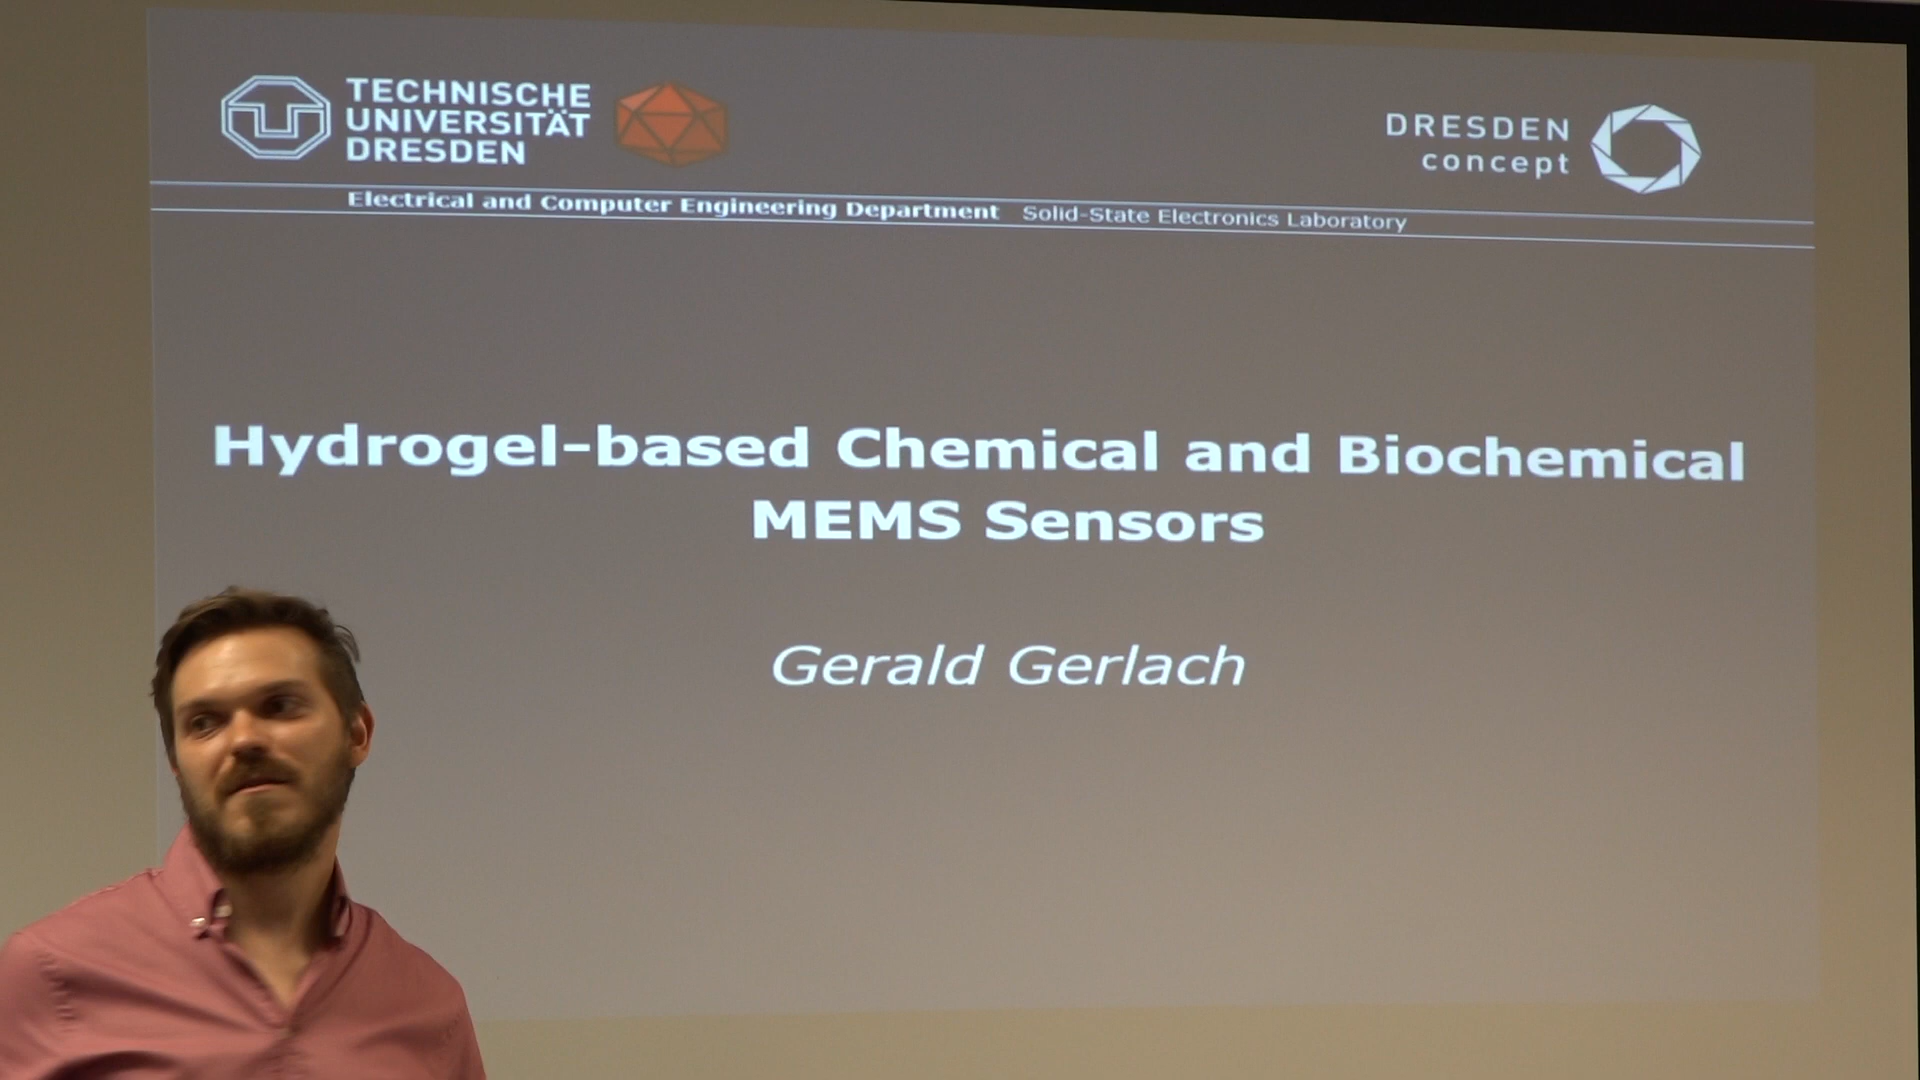 TECHNISCHE
UNIVERSITÄT
DRESDEN
DRESDEN
concept
Electrical and Computer Engineering Department Solid-State Electronics Laboratory
Hydrogel-based Chemical and Biochemical
MEMS Sensors
Gerald Gerlach